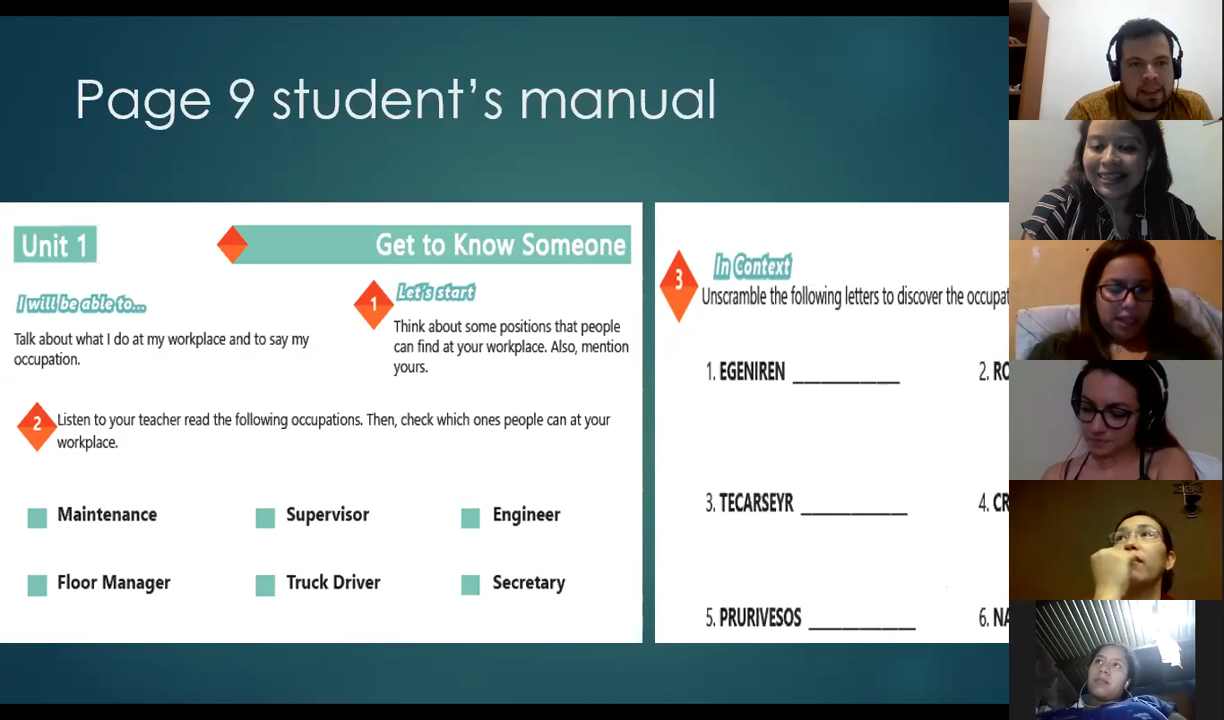 Page 9 student's manual
Unit 1
Get to Know Someone
I will be able to...
Talk about what I do at my workplace and to say my
occupation.
1
Let's start
Think about some positions that people
can find at your workplace. Also, mention
yours.
2
Listen to your teacher read the following occupations. Then, check which ones people can at your
workplace.
Maintenance
Supervisor
Engineer
Floor Manager
Truck Driver
Secretary
3
In Context
Unscramble the following letters to discover the occupat
1. EGENIREN ____________
2. RO
3. TECARSEYR ____________
4. CR
5. PRURIVESOS ____________
6. NA